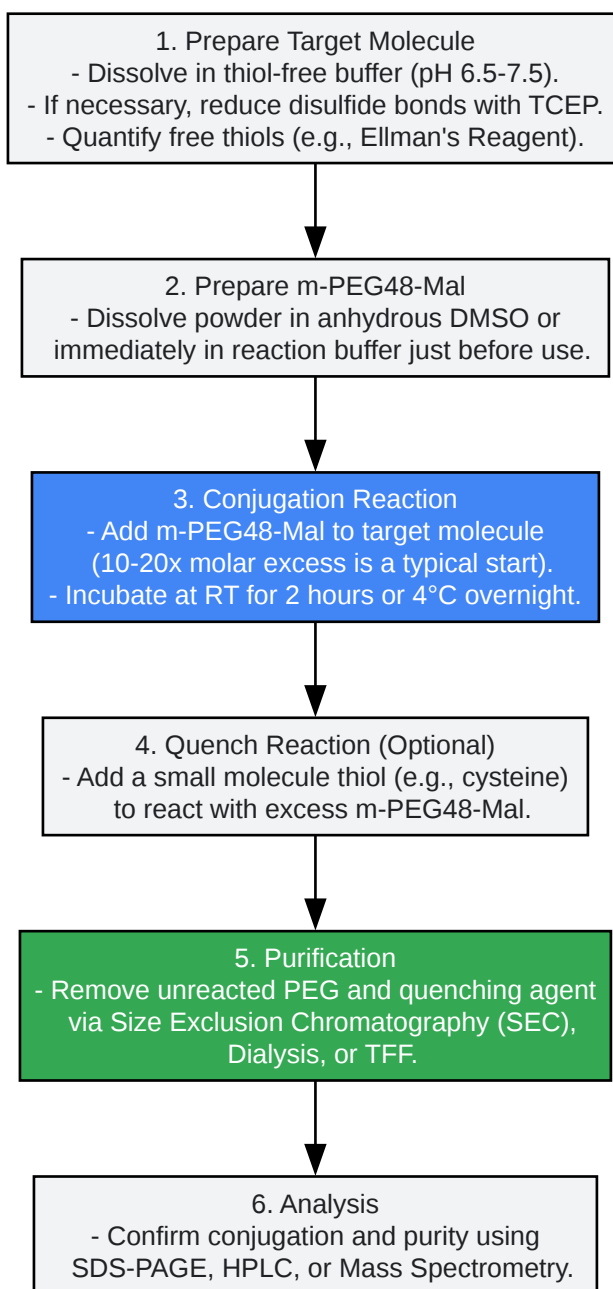 1. Prepare Target Molecule
- Dissolve in thiol-free buffer (pH 6.5-7.5).
- If necessary, reduce disulfide bonds with TCEP.
- Quantify free thiols (e.g., Ellman's Reagent).
2. Prepare m-PEG48-Mal
- Dissolve powder in anhydrous DMSO or
immediately in reaction buffer just before use.
3. Conjugation Reaction
- Add m-PEG48-Mal to target molecule
(10-20x molar excess is a typical start).
- Incubate at RT for 2 hours or 4°C overnight.
4. Quench Reaction (Optional)
- Add a small molecule thiol (e.g., cysteine)
to react with excess m-PEG48-Mal.
5. Purification
- Remove unreacted PEG and quenching agent
via Size Exclusion Chromatography (SEC),
Dialysis, or TFF.
6. Analysis
- Confirm conjugation and purity using
SDS-PAGE, HPLC, or Mass Spectrometry.